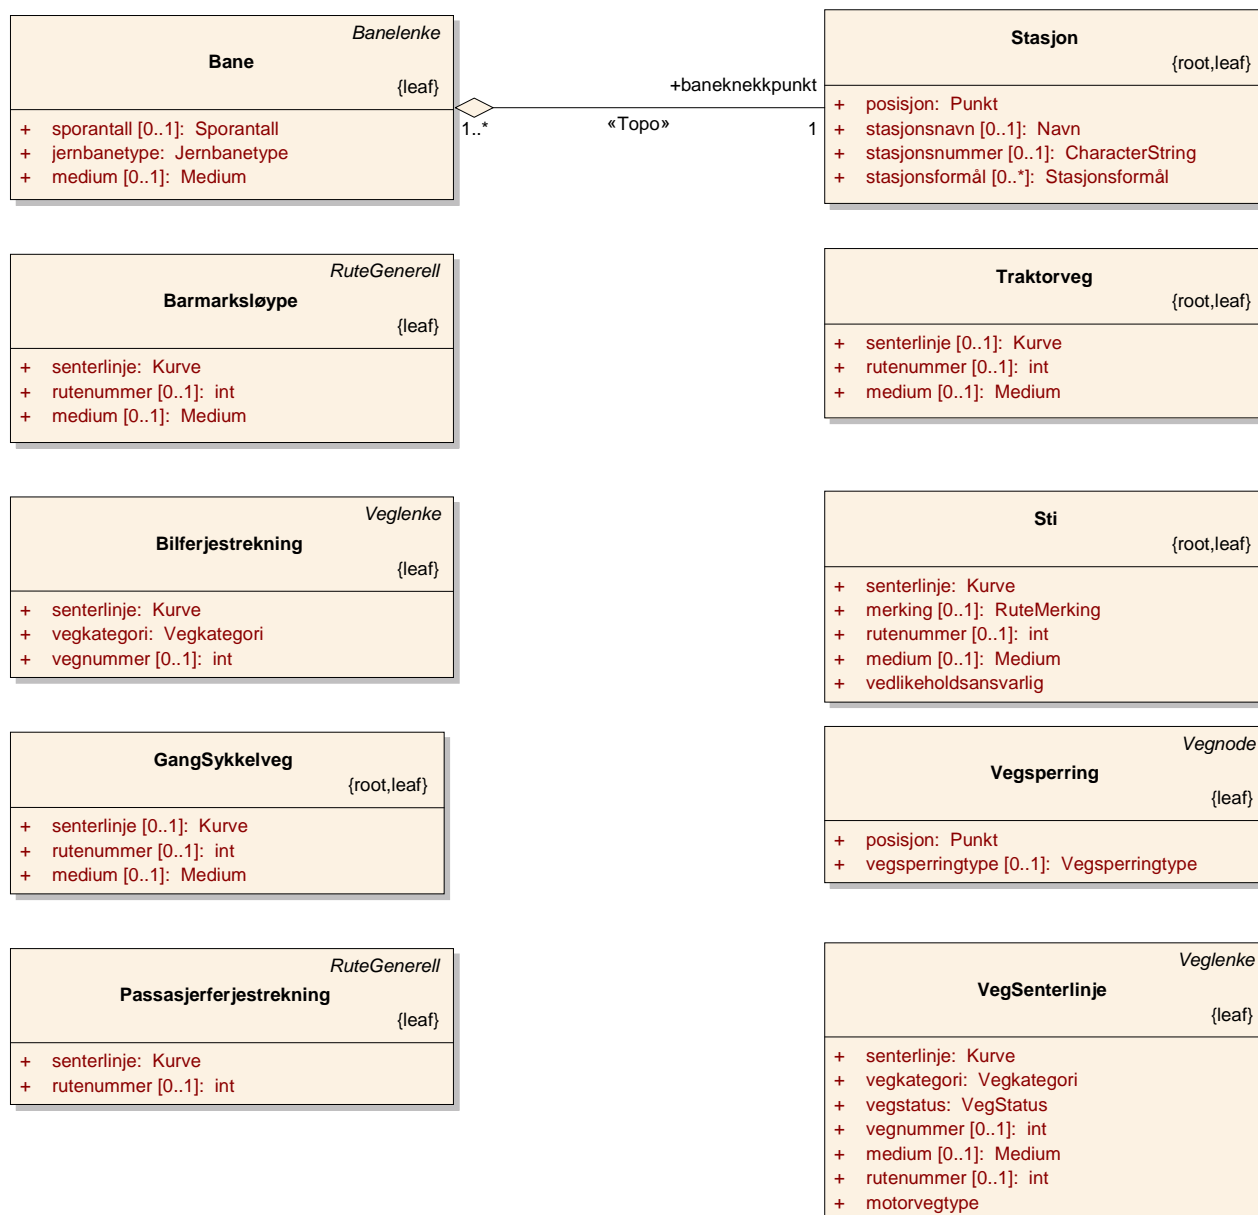 Banelenke
Bane
{leaf}
+ sporantall [0..1]: Sporantall
+ jernbanetype: Jernbanetype
+ medium [0..1]: Medium
+baneknekkpunkt
1..*
«Topo»
1
Stasjon
{root,leaf}
+ posisjon: Punkt
+ stasjonsnavn [0..1]: Navn
+ stasjonsnummer [0..1]: CharacterString
+ stasjonsformål [0..*]: Stasjonsformål
RuteGenerell
Barmarksløype
{leaf}
+ senterlinje: Kurve
+ rutenummer [0..1]: int
+ medium [0..1]: Medium
Traktorveg
{root,leaf}
+ senterlinje [0..1]: Kurve
+ rutenummer [0..1]: int
+ medium [0..1]: Medium
Veglenke
Bilferjestrekning
{leaf}
+ senterlinje: Kurve
+ vegkategori: Vegkategori
+ vegnummer [0..1]: int
Sti
{root,leaf}
+ senterlinje: Kurve
+ merking [0..1]: RuteMerking
+ rutenummer [0..1]: int
+ medium [0..1]: Medium
+ vedlikeholdsansvarlig
GangSykkelveg
{root,leaf}
+ senterlinje [0..1]: Kurve
+ rutenummer [0..1]: int
+ medium [0..1]: Medium
Vegnode
Vegsperring
{leaf}
+ posisjon: Punkt
+ vegsperringtype [0..1]: Vegsperringtype
RuteGenerell
Passasjerferjestrekning
{leaf}
+ senterlinje: Kurve
+ rutenummer [0..1]: int
Veglenke
VegSenterlinje
{leaf}
+ senterlinje: Kurve
+ vegkategori: Vegkategori
+ vegstatus: VegStatus
+ vegnummer [0..1]: int
+ medium [0..1]: Medium
+ rutenummer [0..1]: int
+ motorvegtype